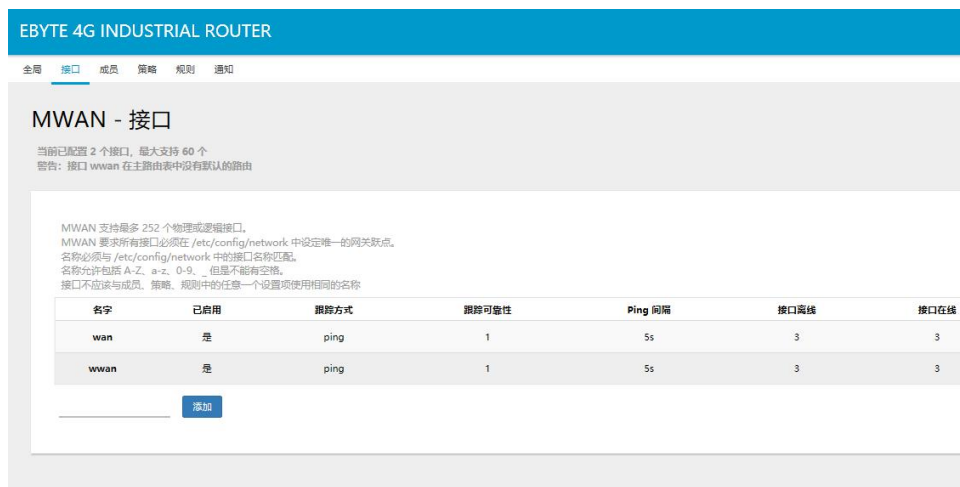 EBYTE 4G INDUSTRIAL ROUTER
全局 接口 成员 策略 规则 通知
MWAN - 接口
当前已配置 2 个接口，最大支持 60 个
警告：接口 wwan 在主路由表中没有默认的路由
MWAN 支持最多 252 个物理或逻辑接口。
MWAN 要求所有接口必须在 /etc/config/network 中设定唯一的网关跃点。
名称必须与 /etc/config/network 中的接口名称匹配。
名称允许包括 A-Z、a-z、0-9、_ 但是不能有空格。
接口不应该与成员、策略、规则中的任意一个设置项使用相同的名称
名字 已启用 跟踪方式 跟踪可靠性 Ping 间隔 接口离线 接口在线
wan 是 ping 1 5s 3 3
wwan 是 ping 1 5s 3 3
添加